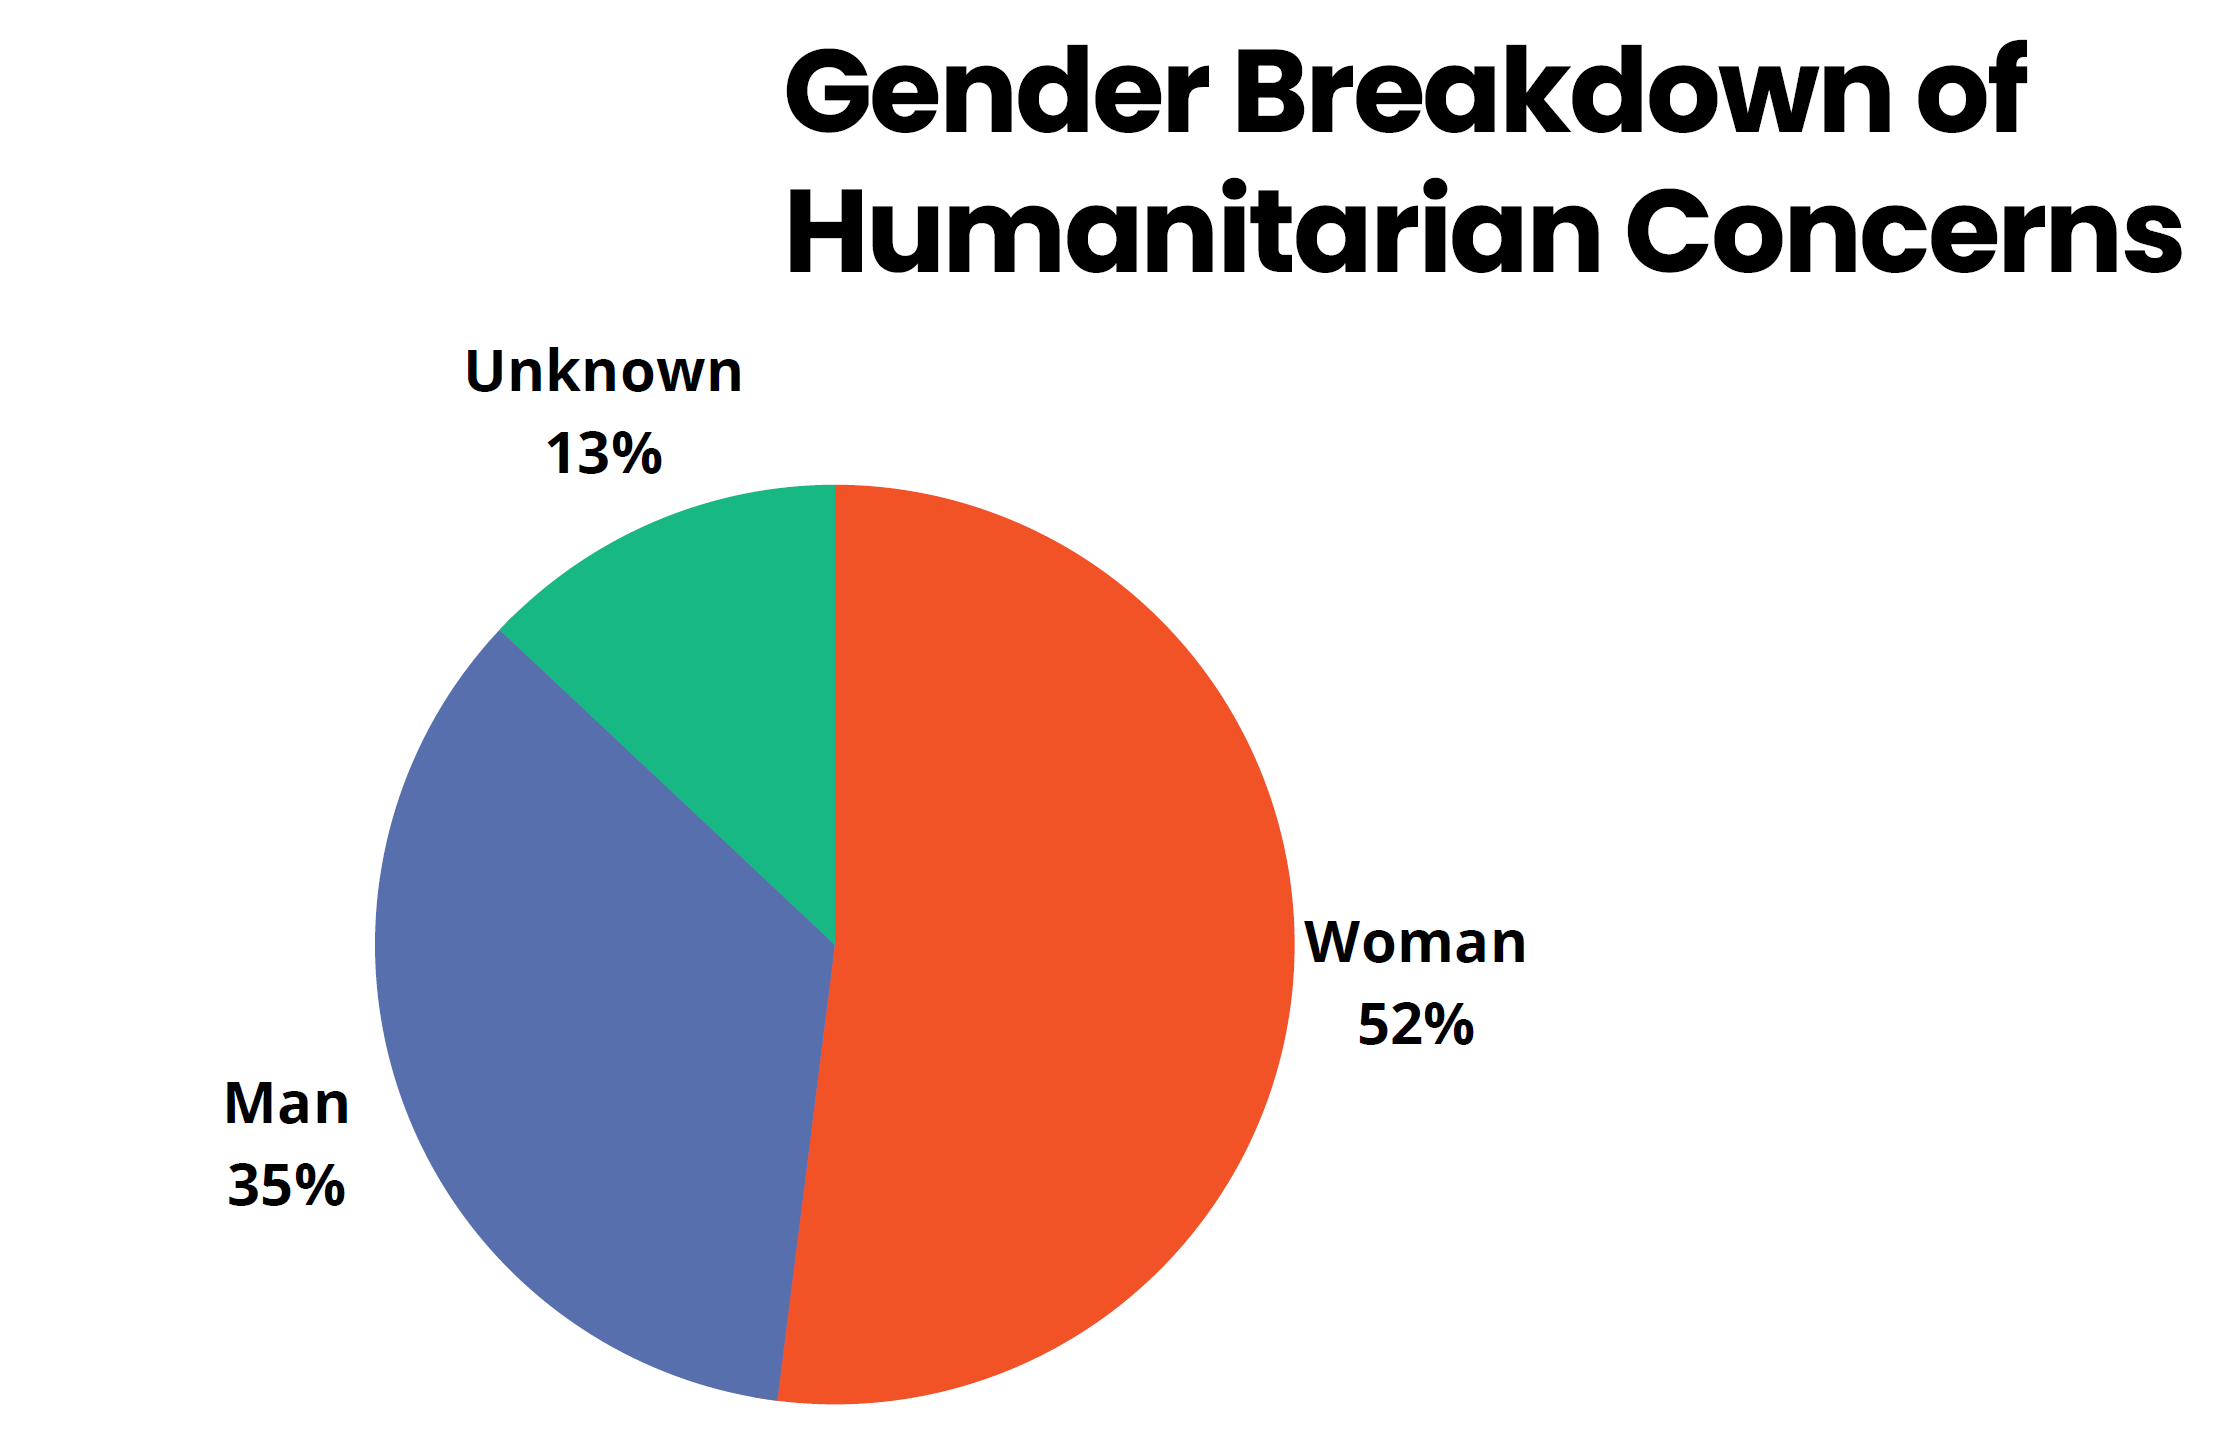 Gender Breakdown of
Humanitarian Concerns
Unknown
13%
Woman
52%
Man
35%